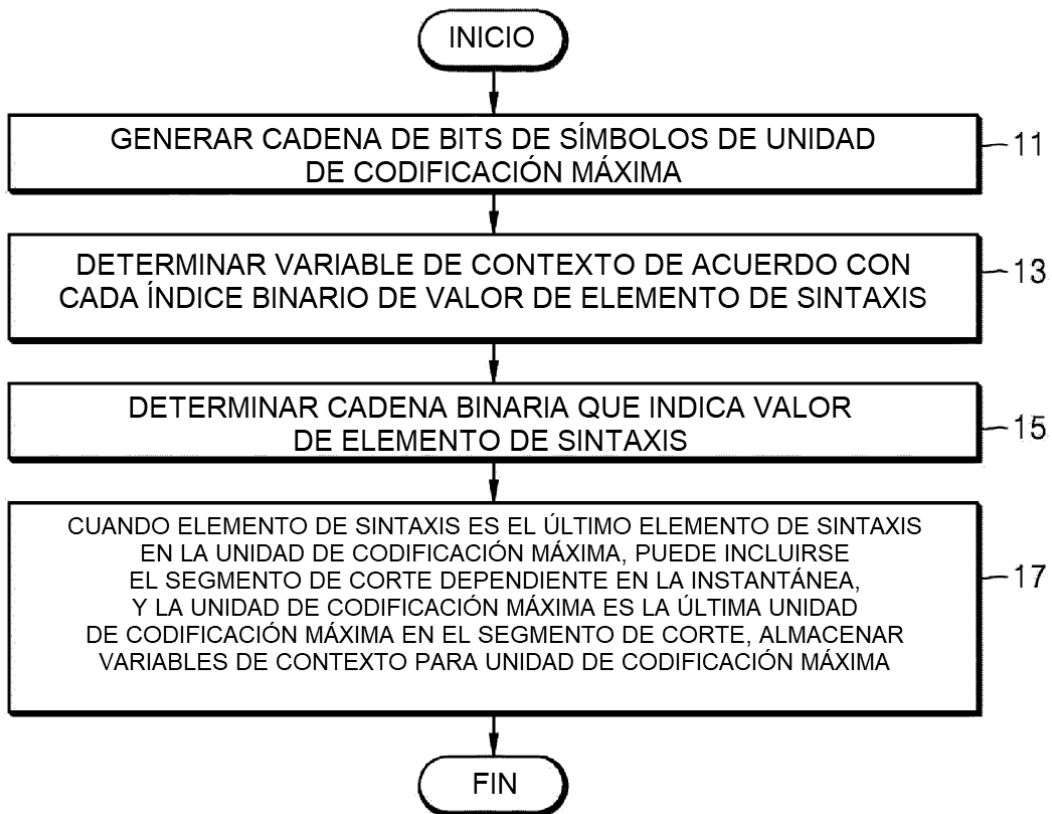 INICIO
GENERAR CADENA DE BITS DE SÍMBOLOS DE UNIDAD
DE CODIFICACIÓN MÁXIMA
11
DETERMINAR VARIABLE DE CONTEXTO DE ACUERDO CON
CADA ÍNDICE BINARIO DE VALOR DE ELEMENTO DE SINTAXIS
13
DETERMINAR CADENA BINARIA QUE INDICA VALOR
DE ELEMENTO DE SINTAXIS
15
CUANDO ELEMENTO DE SINTAXIS ES EL ÚLTIMO ELEMENTO DE SINTAXIS
EN LA UNIDAD DE CODIFICACIÓN MÁXIMA, PUEDE INCLUIRSE
EL SEGMENTO DE CORTE DEPENDIENTE EN LA INSTANTÁNEA,
Y LA UNIDAD DE CODIFICACIÓN MÁXIMA ES LA ÚLTIMA UNIDAD
DE CODIFICACIÓN MÁXIMA EN EL SEGMENTO DE CORTE, ALMACENAR
VARIABLES DE CONTEXTO PARA UNIDAD DE CODIFICACIÓN MÁXIMA
17
FIN